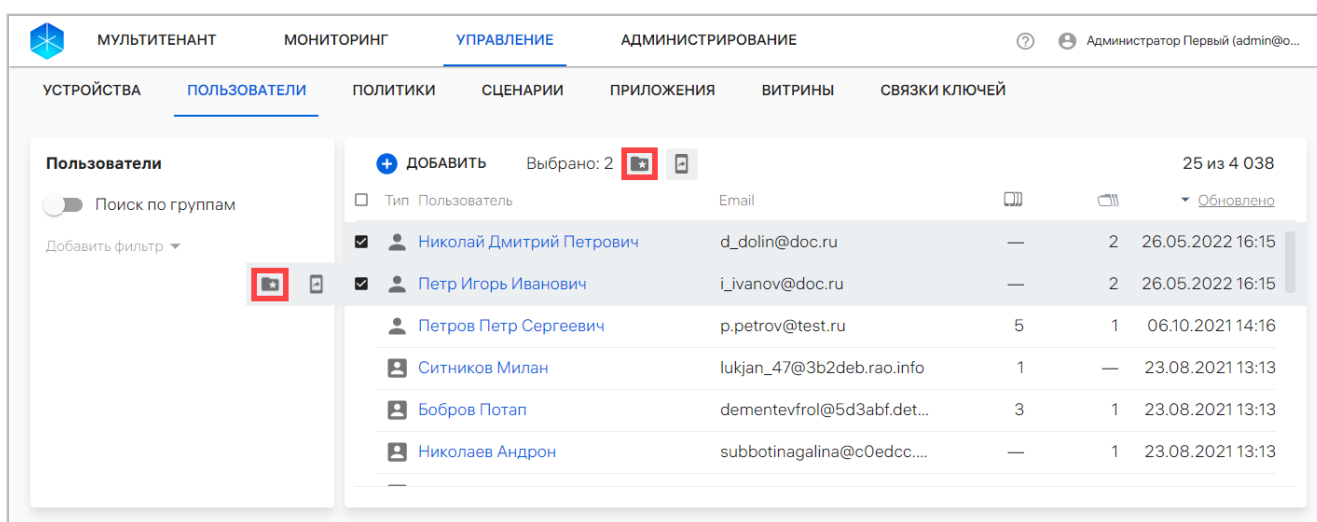 МУЛЬТИТЕНАНТ МОНИТОРИНГ УПРАВЛЕНИЕ АДМИНИСТРИРОВАНИЕ ? Администратор Первый (admin@o...
УСТРОЙСТВА ПОЛЬЗОВАТЕЛИ ПОЛИТИКИ СЦЕНАРИИ ПРИЛОЖЕНИЯ ВИТРИНЫ СВЯЗКИ КЛЮЧЕЙ
Пользователи
Поиск по группам
Добавить фильтр
ДОБАВИТЬ Выбрано: 2 25 из 4 038
Тип Пользователь Email Обновлено
Николай Дмитрий Петрович d_dolin@doc.ru — 2 26.05.2022 16:15
Петр Игорь Иванович i_ivanov@doc.ru — 2 26.05.2022 16:15
Петров Петр Сергеевич p.petrov@test.ru 5 1 06.10.2021 14:16
Ситников Милан lukjan_47@3b2deb.rao.info 1 — 23.08.2021 13:13
Бобров Потап dementevfrol@5d3abf.det... 3 1 23.08.2021 13:13
Николаев Андрон subbotinagalina@c0edcc.... — 1 23.08.2021 13:13